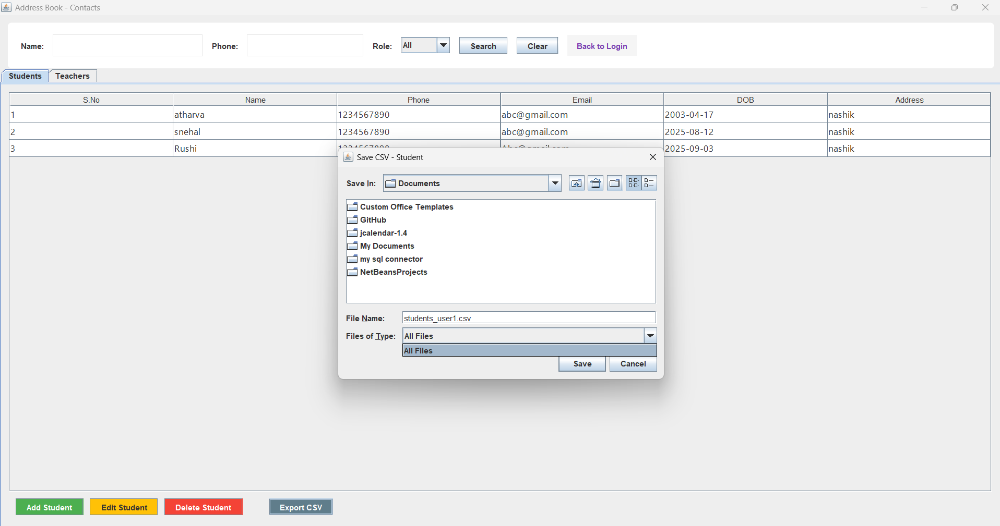 Address Book - Contacts
Name: Phone: Role: All Search Clear Back to Login
Students Teachers
S.No Name Phone Email DOB Address
1 atharva 1234567890 abc@gmail.com 2003-04-17 nashik
2 snehal 1234567890 abc@gmail.com 2025-08-12 nashik
3 Rushi 2025-09-03 nashik
Save CSV - Student
Save In: Documents
Custom Office Templates
GitHub
jcalendar-1.4
My Documents
my sql connector
NetBeansProjects
File Name: students_user1.csv
Files of Type: All Files
All Files
Save Cancel
Add Student Edit Student Delete Student Export CSV